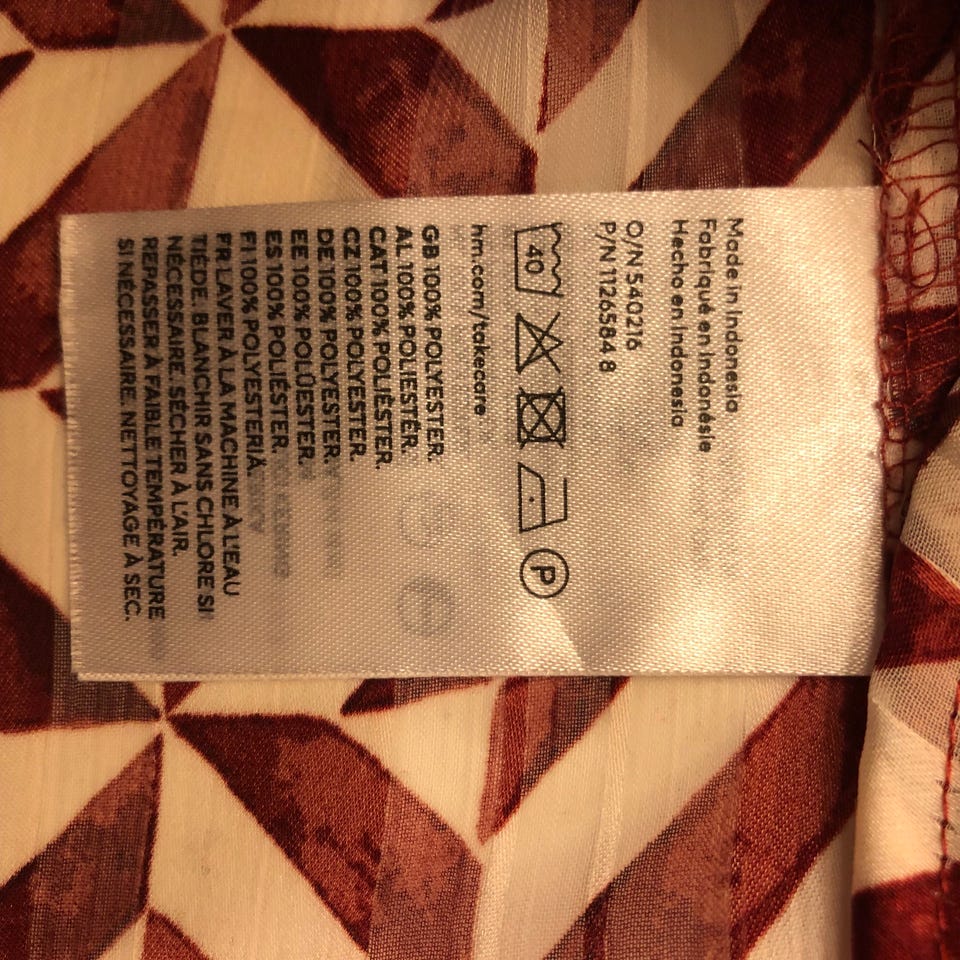 Made in Indonesia
Fabriqué en Indonésie
Hecho en Indonesia
O/N 540216
P/N 1126584 8
40
P
hm.com/takecare
GB 100% POLYESTER.
AL 100% POLIESTËR.
CAT 100% POLIÈSTER.
CZ 100% POLYESTER.
DE 100% POLYESTER.
EE 100% POLÜESTER.
ES 100% POLIÉSTER.
FI 100% POLYESTERIÄ.
FR LAVER À LA MACHINE À L'EAU
TIÈDE. BLANCHIR SANS CHLORE SI
NÉCESSAIRE. SÉCHER À L'AIR.
REPASSER À FAIBLE TEMPÉRATURE
SI NÉCESSAIRE. NETTOYAGE À SEC.